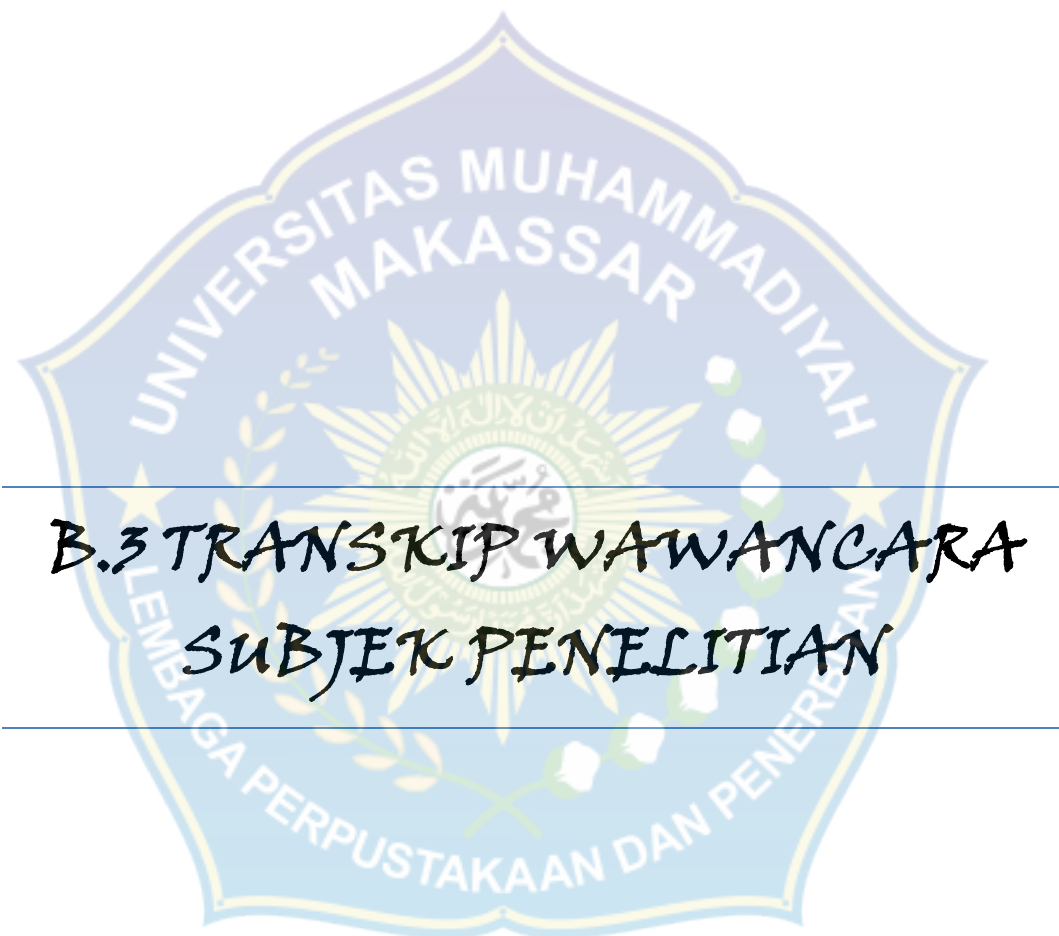 UNIVERSITAS MUHAMMADIYAH
MAKASSAR
B.3 TRANSKIP WAWANCARA
SUBJEK PENELITIAN
LEMBAGA PERPUSTAKAAN DAN PENERBITAN